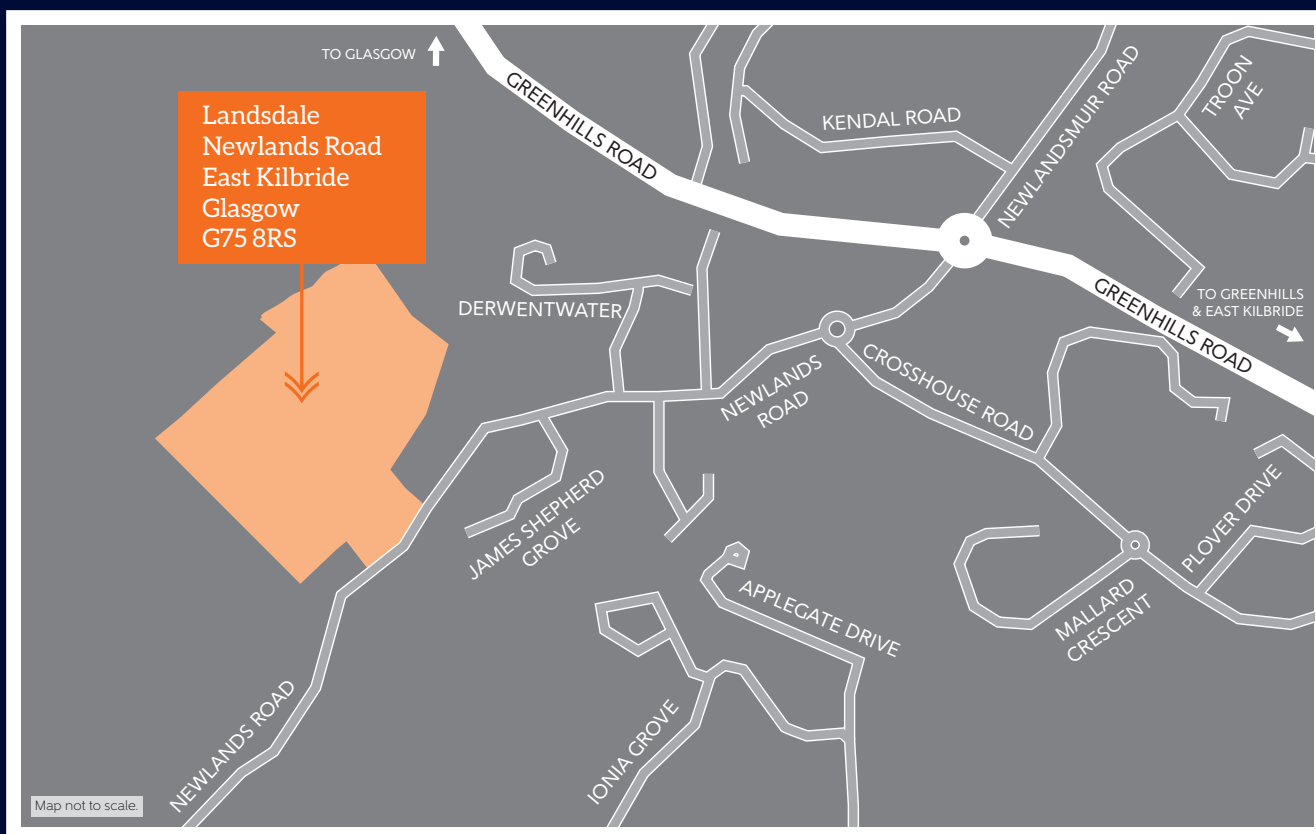 TO GLASGOW
Landsdale
Newlands Road
East Kilbride
Glasgow
G75 8RS
GREENHILLS ROAD
KENDAL ROAD
NEWLANDSMUIR ROAD
TROON
AVE
DERWENTWATER
TO GREENHILLS
& EAST KILBRIDE
GREENHILLS ROAD
NEWLANDS
ROAD
CROSSHOUSE ROAD
JAMES SHEPHERD
GROVE
PLOVER DRIVE
MALLARD
CRESCENT
APPLEGATE DRIVE
IONIA GROVE
NEWLANDS ROAD
Map not to scale.